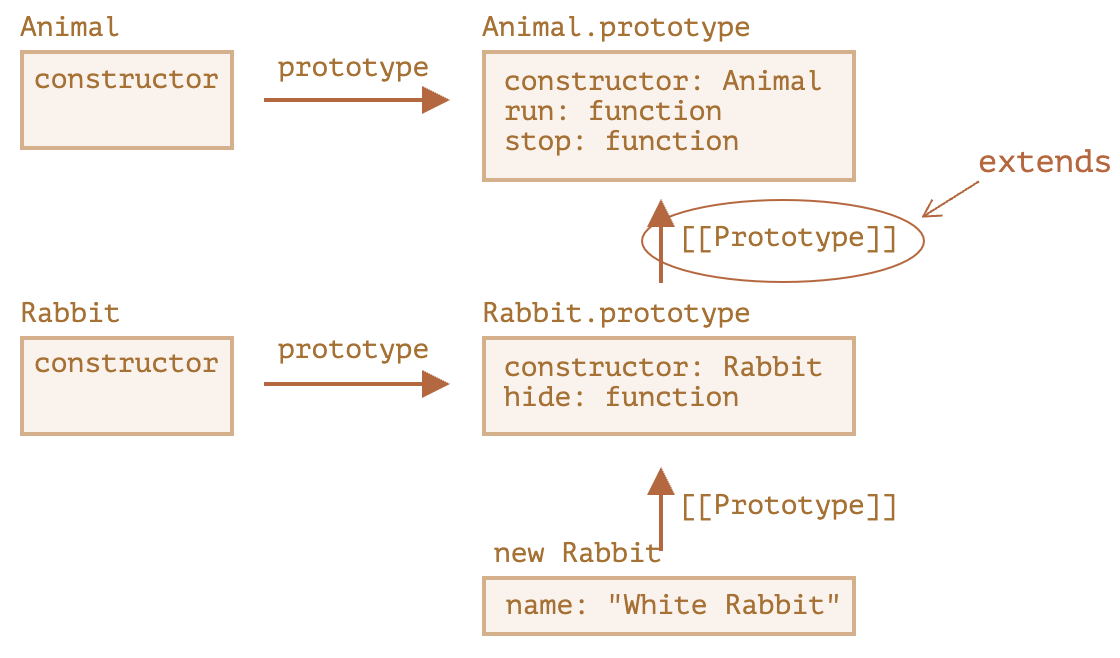 Animal
constructor
prototype
Animal.prototype
constructor: Animal
run: function
stop: function
extends
[[Prototype]]
Rabbit
constructor
prototype
Rabbit.prototype
constructor: Rabbit
hide: function
[[Prototype]]
new Rabbit
name: "White Rabbit"